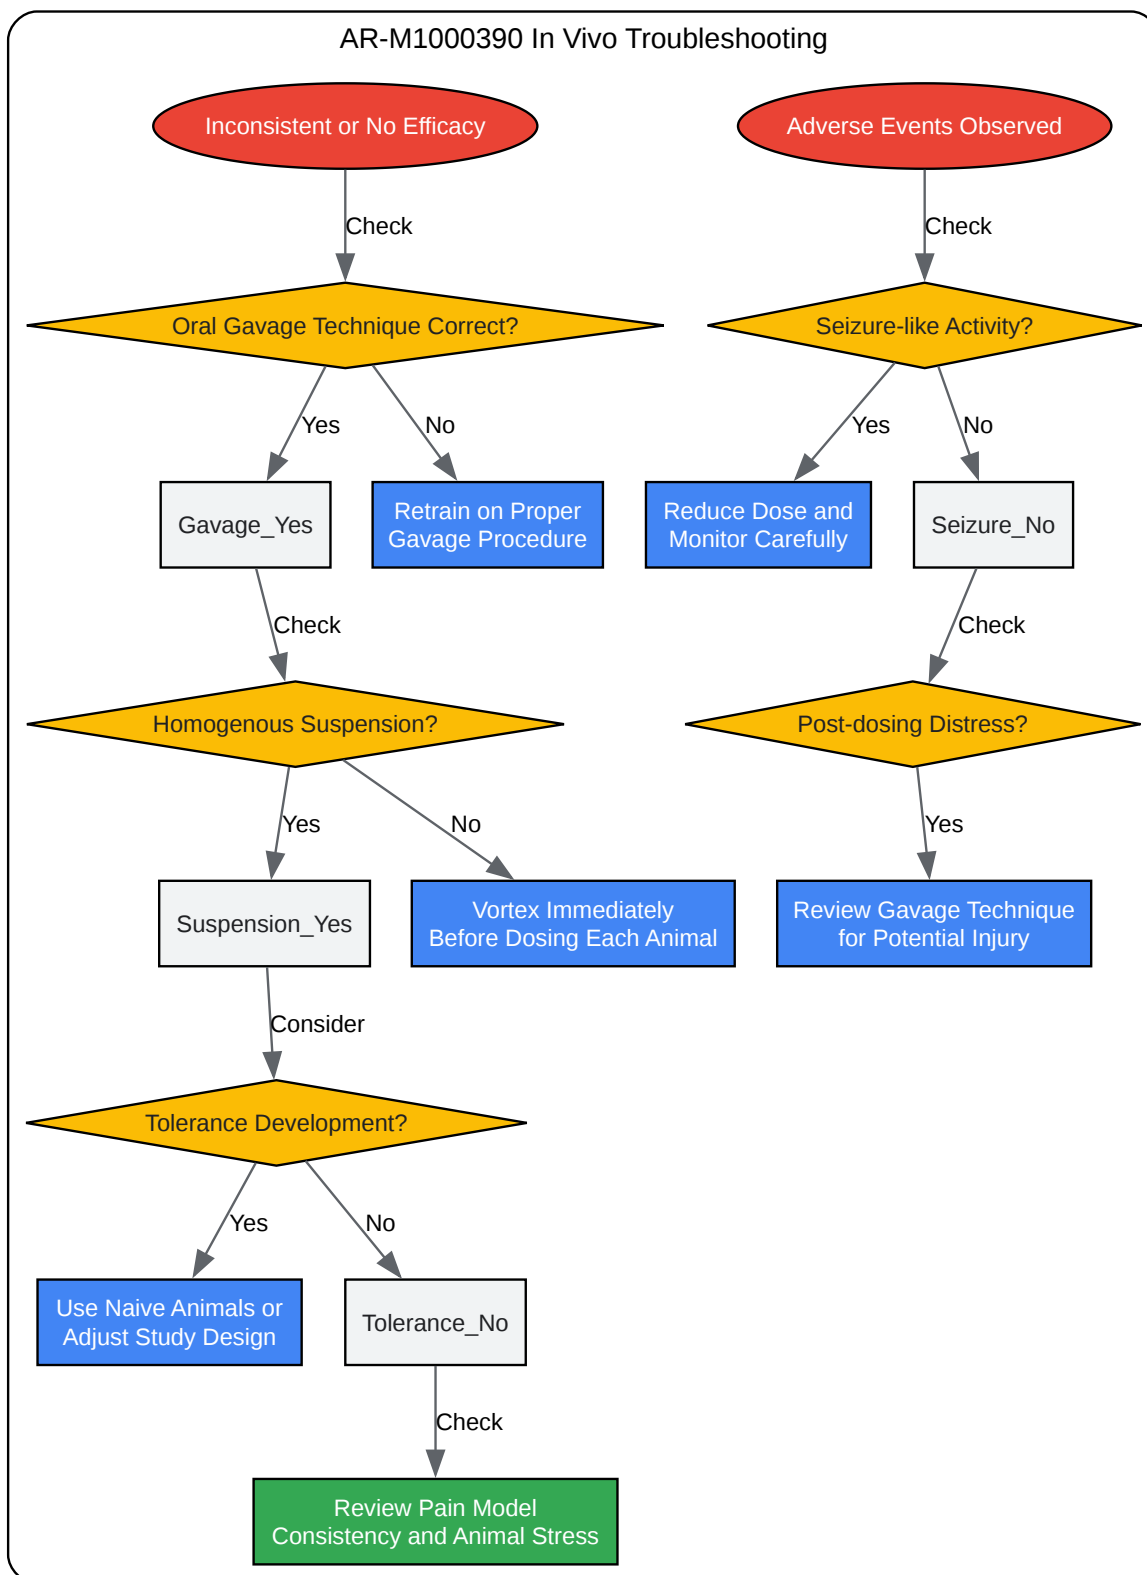 AR-M1000390 In Vivo Troubleshooting
Inconsistent or No Efficacy
Adverse Events Observed
Check
Check
Oral Gavage Technique Correct?
Seizure-like Activity?
Yes
No
Yes
No
Gavage_Yes
Retrain on Proper
Gavage Procedure
Reduce Dose and
Monitor Carefully
Seizure_No
Check
Check
Homogenous Suspension?
Post-dosing Distress?
Yes
No
Yes
Suspension_Yes
Vortex Immediately
Before Dosing Each Animal
Review Gavage Technique
for Potential Injury
Consider
Tolerance Development?
Yes
No
Use Naive Animals or
Adjust Study Design
Tolerance_No
Check
Review Pain Model
Consistency and Animal Stress